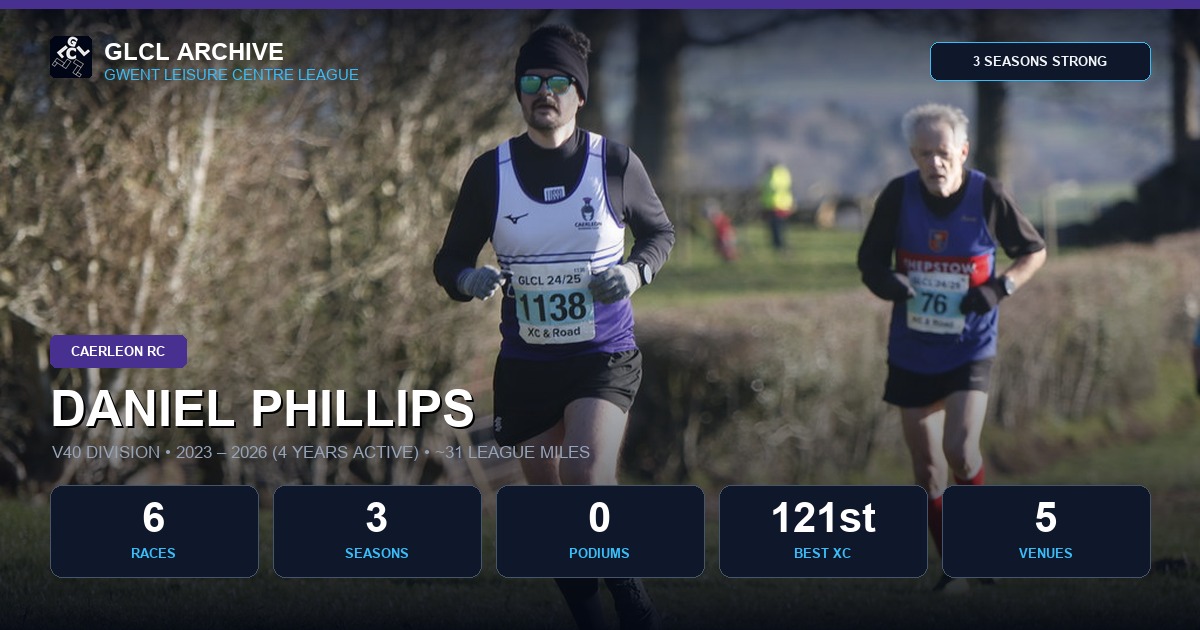 GLCL ARCHIVE
GWENT LEISURE CENTRE LEAGUE
3 SEASONS STRONG
CAERLEON
GLCL 24/25
1138
XC & Road
CHEPSTOW
GLCL 24/25
76
XC & Road
CAERLEON RC
DANIEL PHILLIPS
V40 DIVISION • 2023 – 2026 (4 YEARS ACTIVE) • ~31 LEAGUE MILES
6
RACES
3
SEASONS
0
PODIUMS
121st
BEST XC
5
VENUES